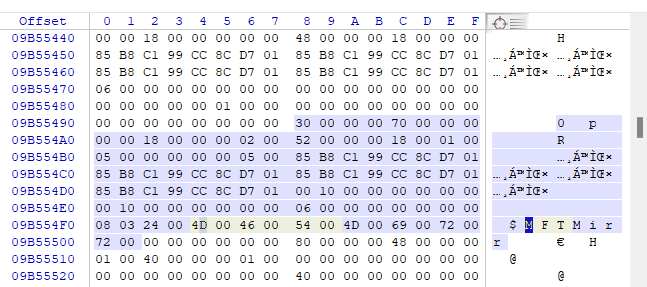 Offset 0 1 2 3 4 5 6 7 8 9 A B C D E F
09B55440 00 00 18 00 00 00 00 00 48 00 00 00 18 00 00 00 H
09B55450 85 B8 C1 99 CC 8C D7 01 85 B8 C1 99 CC 8C D7 01 …¸Á™ÌŒ× …¸Á™ÌŒ×
09B55460 85 B8 C1 99 CC 8C D7 01 85 B8 C1 99 CC 8C D7 01 …¸Á™ÌŒ× …¸Á™ÌŒ×
09B55470 06 00 00 00 00 00 00 00 00 00 00 00 00 00 00 00
09B55480 00 00 00 00 00 01 00 00 00 00 00 00 00 00 00 00
09B55490 00 00 00 00 00 00 00 00 30 00 00 00 70 00 00 00 0 p
09B554A0 00 00 18 00 00 00 02 00 52 00 00 00 18 00 01 00 R
09B554B0 05 00 00 00 00 00 05 00 85 B8 C1 99 CC 8C D7 01 …¸Á™ÌŒ×
09B554C0 85 B8 C1 99 CC 8C D7 01 85 B8 C1 99 CC 8C D7 01 …¸Á™ÌŒ× …¸Á™ÌŒ×
09B554D0 85 B8 C1 99 CC 8C D7 01 00 10 00 00 00 00 00 00 …¸Á™ÌŒ×
09B554E0 00 10 00 00 00 00 00 00 06 00 00 00 00 00 00 00
09B554F0 08 03 24 00 4D 00 46 00 54 00 4D 00 69 00 72 00 $ M F T M i r
09B55500 72 00 00 00 00 00 00 00 80 00 00 00 48 00 00 00 r € H
09B55510 01 00 40 00 00 00 01 00 00 00 00 00 00 00 00 00 @
09B55520 00 00 00 00 00 00 00 00 40 00 00 00 00 00 00 00 @